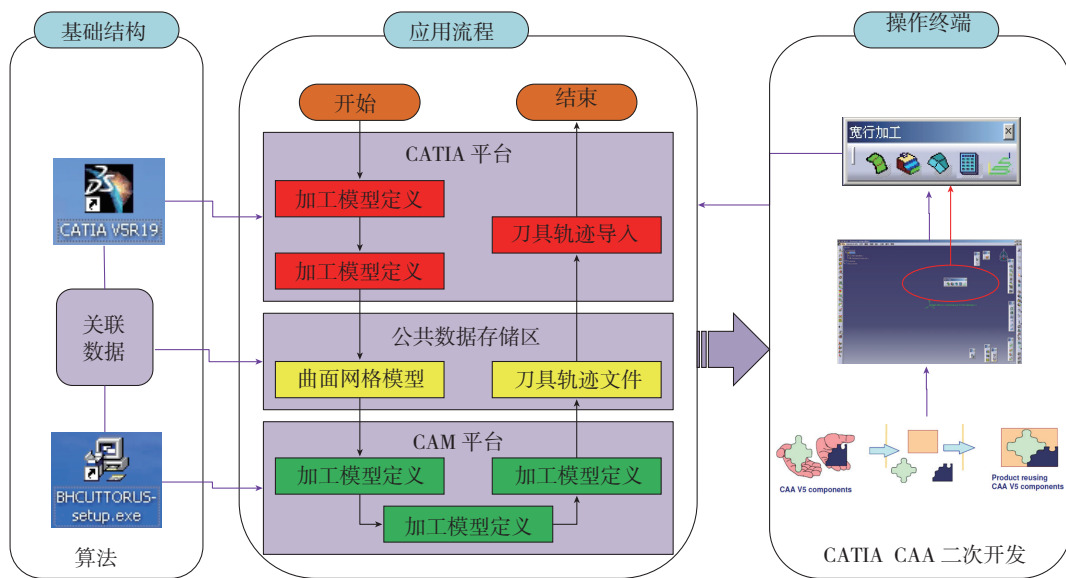 基础结构
CATIA V5R19
关联
数据
BHCUTTORUS-
setup.exe
算法
应用流程
开始
结束
CATIA 平台
加工模型定义
刀具轨迹导入
加工模型定义
公共数据存储区
曲面网格模型
刀具轨迹文件
CAM 平台
加工模型定义
加工模型定义
加工模型定义
操作终端
宽行加工
CAA V5 components
Product reusing
CAA V5 components
CATIA CAA 二次开发